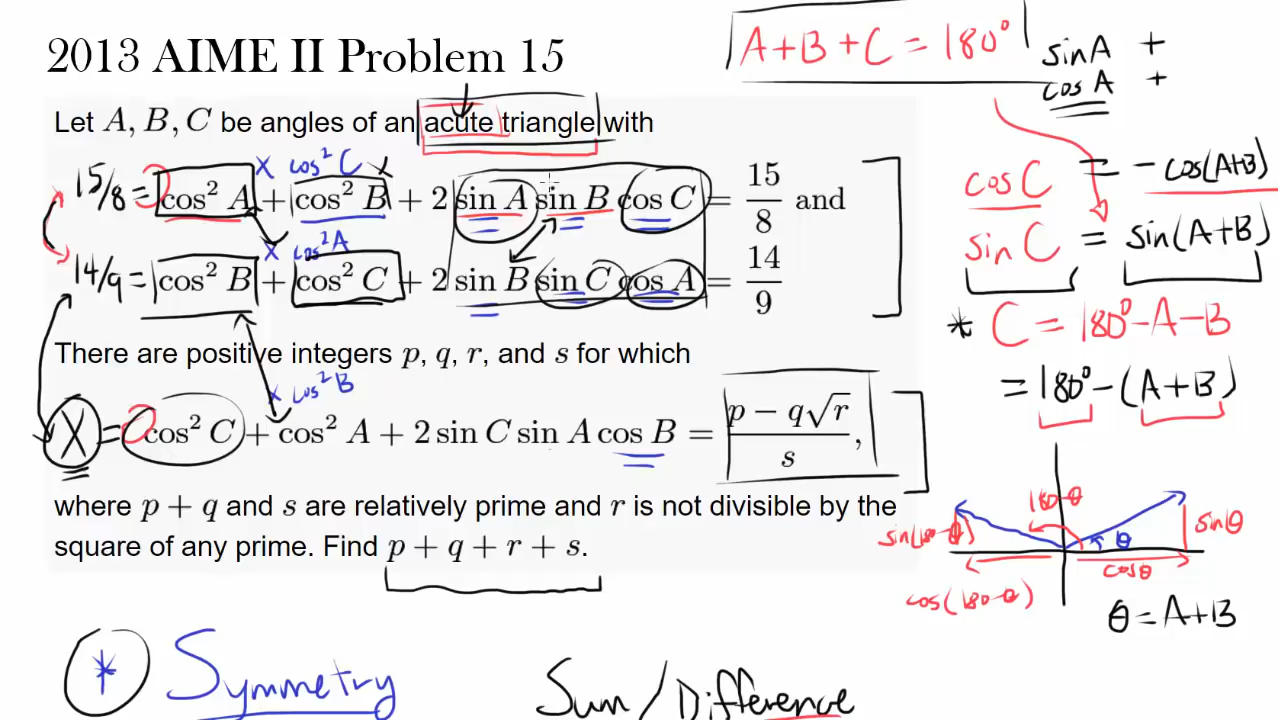 2013 AIME II Problem 15
A+B+C = 180°
sin A +
cos A +
Let A, B, C be angles of an acute triangle with
x cos² C x
15/8 = cos² A + cos² B + 2 sin A sin B cos C = 15/8 and
cos C = -cos(A+B)
x cos² A
sin C = sin(A+B)
14/9 = cos² B + cos² C + 2 sin B sin C cos A = 14/9
* C = 180° - A - B
There are positive integers p, q, r, and s for which
= 180° - (A+B)
x cos² B
X = cos² C + cos² A + 2 sin C sin A cos B = (p − q√r)/s,
where p + q and s are relatively prime and r is not divisible by the
square of any prime. Find p + q + r + s.
180-θ
sin(180-θ) θ sin θ
cos(180-θ) cos θ
θ = A+B
* Symmetry
Sum/Difference